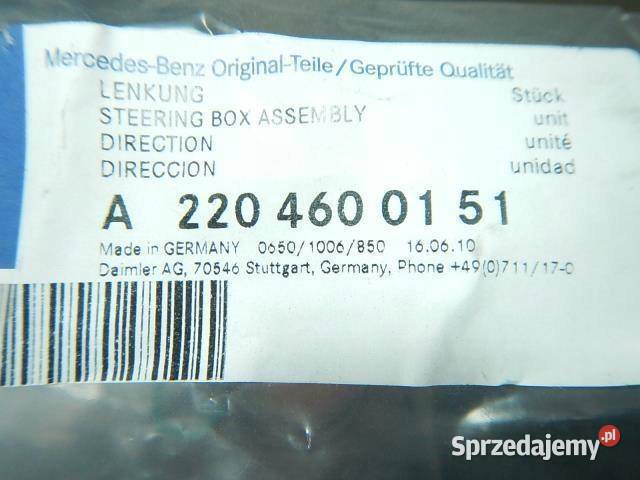 Mercedes-Benz Original-Teile/Geprüfte Qualität
LENKUNG Stück
STEERING BOX ASSEMBLY unit
DIRECTION unité
DIRECCION unidad
A 220 460 01 51
Made in GERMANY 0650/1006/850 16.06.10
Daimler AG, 70546 Stuttgart, Germany, Phone +49(0)711/17-0
Sprzedajemy.pl